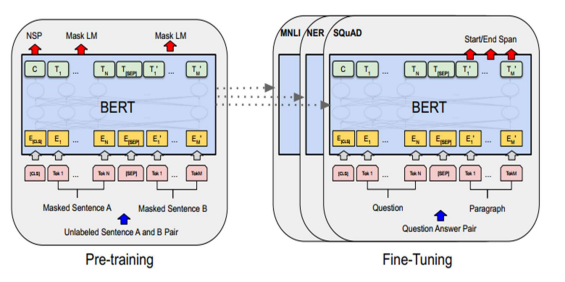 NSP Mask LM Mask LM
C T1 ... TN T[SEP] T1' ... TM'
BERT
E[CLS] E1 ... EN E[SEP] E1' ... EM'
[CLS] Tok 1 ... Tok N [SEP] Tok 1 ... TokM
Masked Sentence A Masked Sentence B
Unlabeled Sentence A and B Pair
Pre-training
MNLI NER SQuAD
Start/End Span
C T1 ... TN T[SEP] T1' ... TM'
BERT
E[CLS] E1 ... EN E[SEP] E1' ... EM'
[CLS] Tok 1 ... Tok N [SEP] Tok 1 ... TokM
Question Paragraph
Question Answer Pair
Fine-Tuning